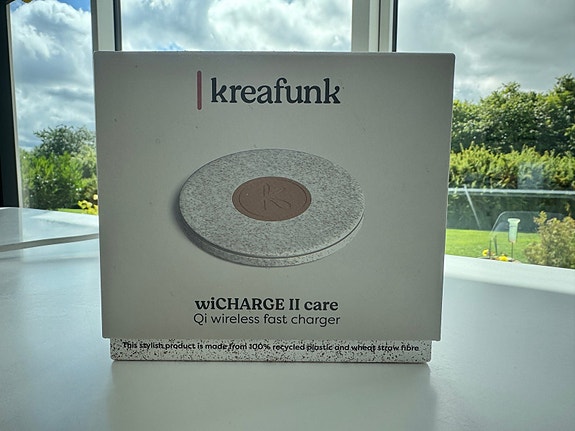 kreafunk
wiCHARGE II care
Qi wireless fast charger
This stylish product is made from 100% recycled plastic and wheat straw fibre